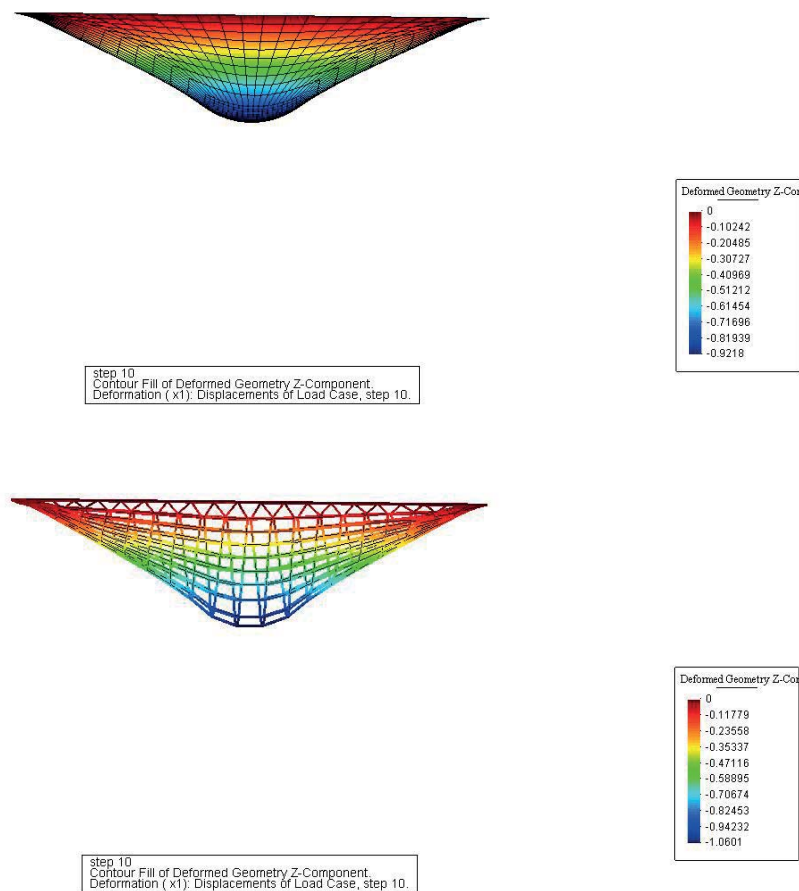 Deformed Geometry Z-Co
0
-0.10242
-0.20485
-0.30727
-0.40969
-0.51212
-0.61454
-0.71696
-0.81939
-0.9218
step 10
Contour Fill of Deformed Geometry Z-Component.
Deformation ( x1): Displacements of Load Case, step 10.
Deformed Geometry Z-Co
0
-0.11779
-0.23558
-0.35337
-0.47116
-0.58895
-0.70674
-0.82453
-0.94232
-1.0601
step 10
Contour Fill of Deformed Geometry Z-Component.
Deformation ( x1): Displacements of Load Case, step 10.